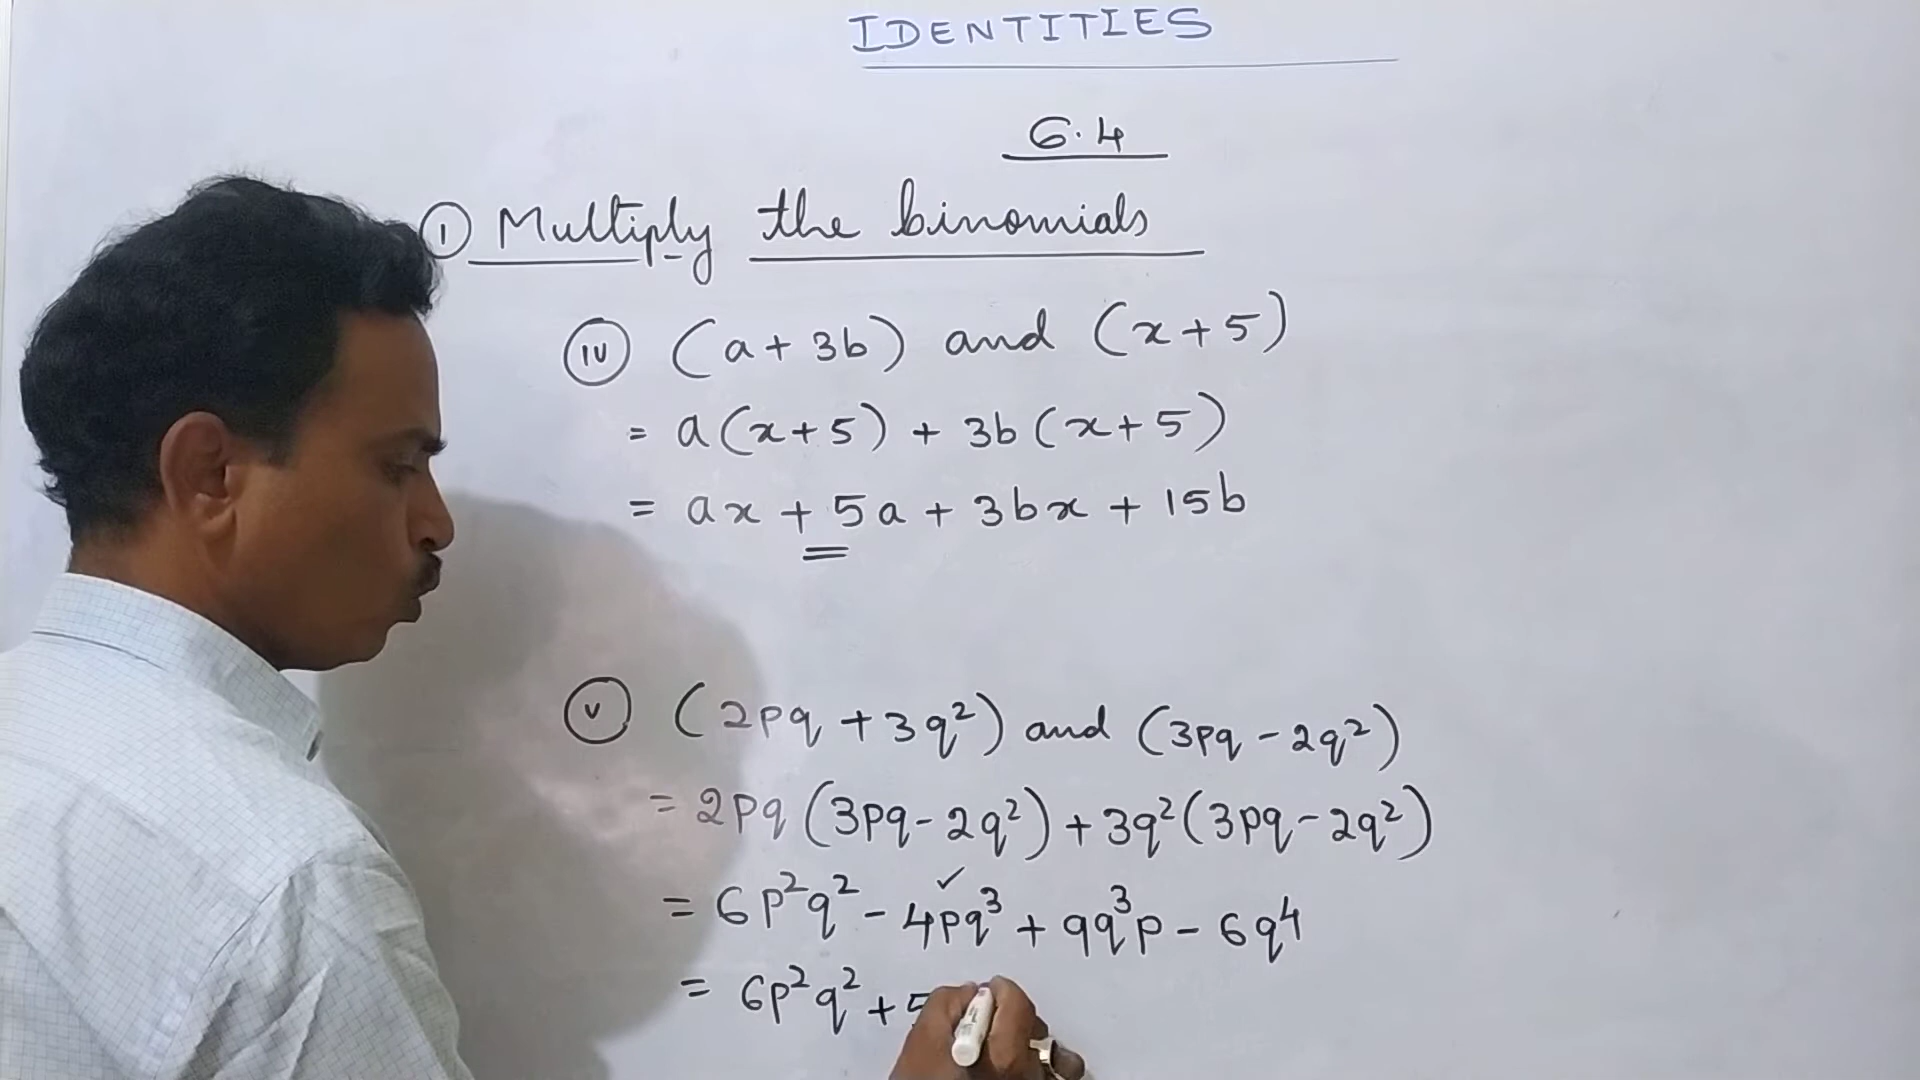 IDENTITIES
6.4
① Multiply the binomials
(iv) (a + 3b) and (x + 5)
= a(x + 5) + 3b(x + 5)
= ax + 5a + 3bx + 15b
(v) (2pq + 3q²) and (3pq - 2q²)
= 2pq(3pq - 2q²) + 3q²(3pq - 2q²)
= 6p²q² - 4pq³ + 9q³p - 6q⁴
= 6p²q² + 5